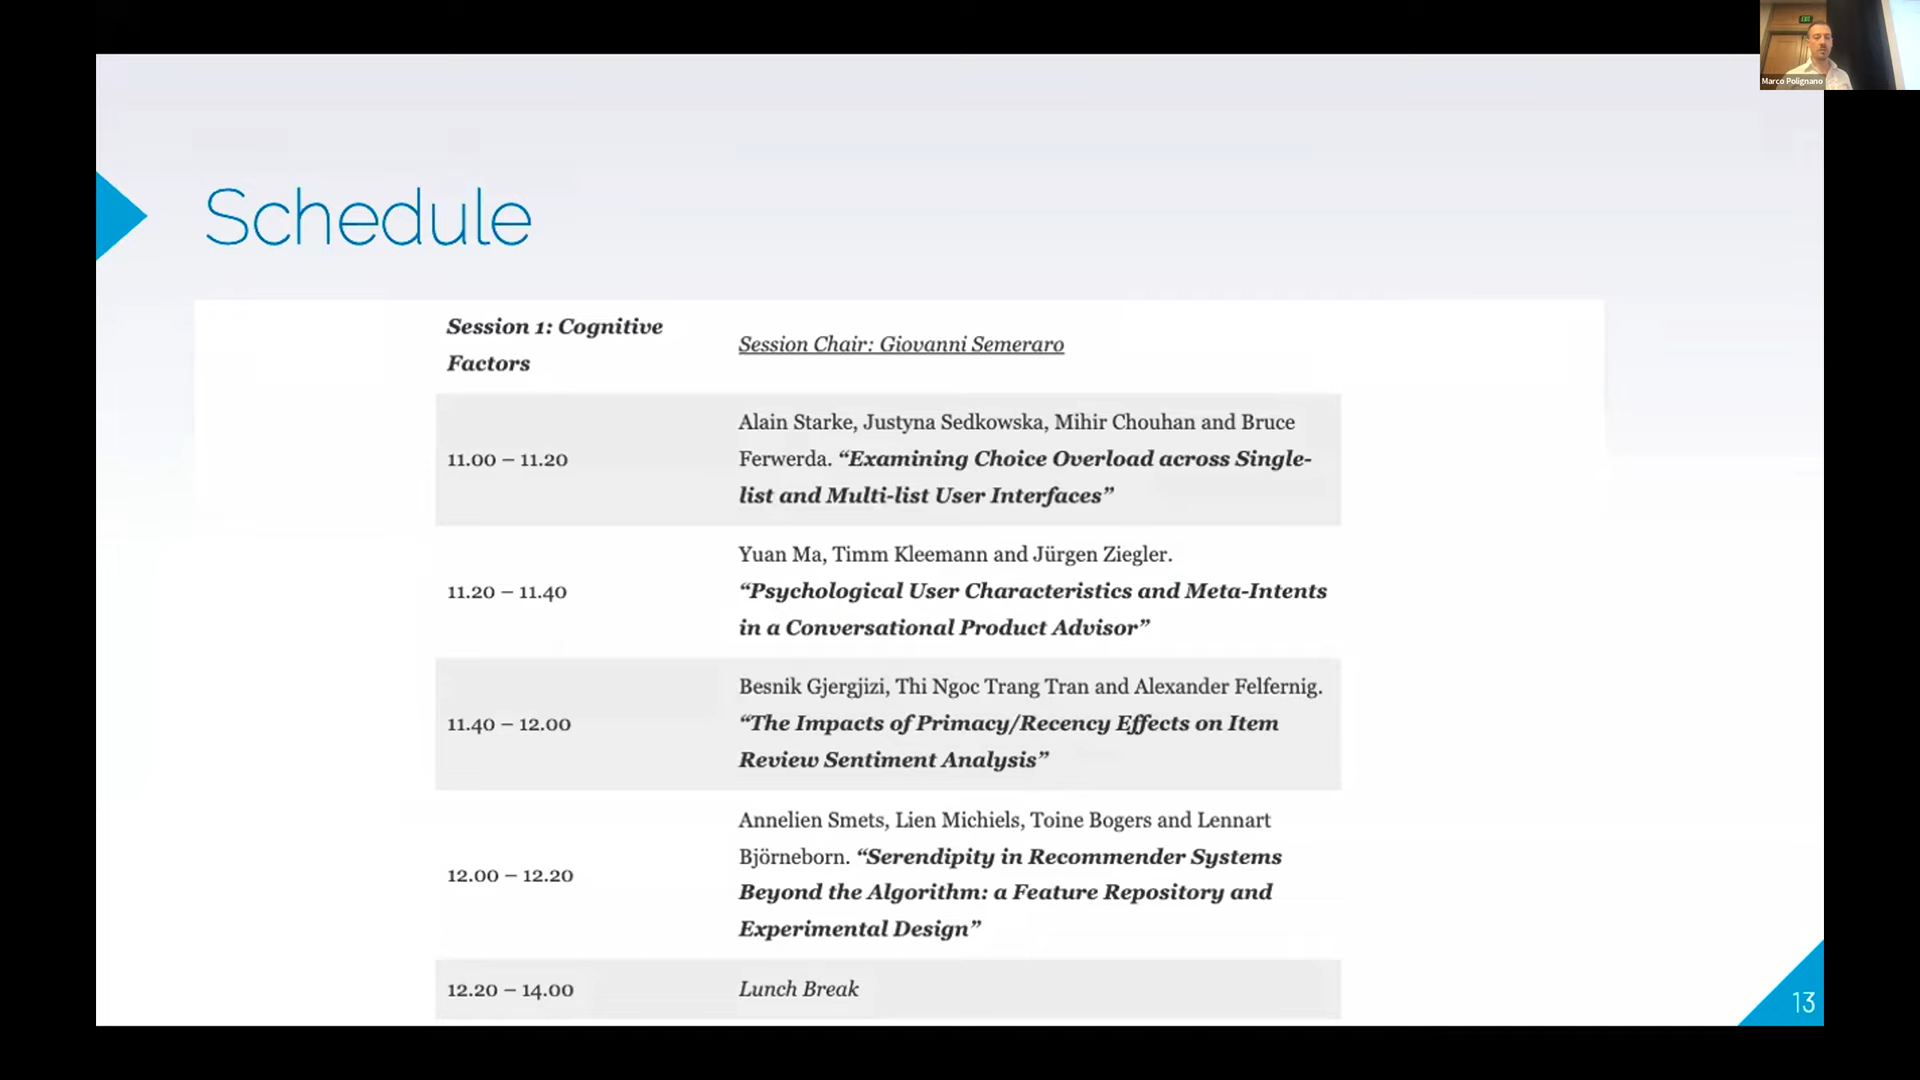 Marco Polignano
Schedule
Session 1: Cognitive
Factors
Session Chair: Giovanni Semeraro
11.00 – 11.20
Alain Starke, Justyna Sedkowska, Mihir Chouhan and Bruce
Ferwerda. “Examining Choice Overload across Single-
list and Multi-list User Interfaces”
11.20 – 11.40
Yuan Ma, Timm Kleemann and Jürgen Ziegler.
“Psychological User Characteristics and Meta-Intents
in a Conversational Product Advisor”
11.40 – 12.00
Besnik Gjergjizi, Thi Ngoc Trang Tran and Alexander Felfernig.
“The Impacts of Primacy/Recency Effects on Item
Review Sentiment Analysis”
12.00 – 12.20
Annelien Smets, Lien Michiels, Toine Bogers and Lennart
Björneborn. “Serendipity in Recommender Systems
Beyond the Algorithm: a Feature Repository and
Experimental Design”
12.20 – 14.00
Lunch Break
13